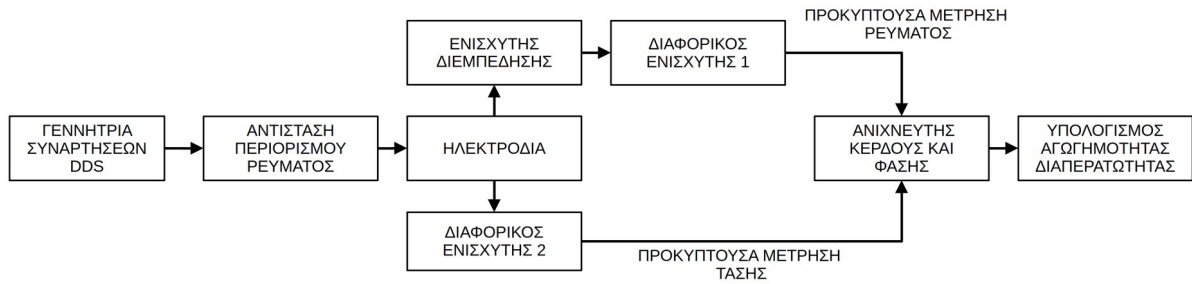 ΠΡΟΚΥΠΤΟΥΣΑ ΜΕΤΡΗΣΗ
ΡΕΥΜΑΤΟΣ
ΕΝΙΣΧΥΤΗΣ
ΔΙΕΜΠΕΔΗΣΗΣ
ΔΙΑΦΟΡΙΚΟΣ
ΕΝΙΣΧΥΤΗΣ 1
ΓΕΝΝΗΤΡΙΑ
ΣΥΝΑΡΤΗΣΕΩΝ
DDS
ΑΝΤΙΣΤΑΣΗ
ΠΕΡΙΟΡΙΣΜΟΥ
ΡΕΥΜΑΤΟΣ
ΗΛΕΚΤΡΟΔΙΑ
ΑΝΙΧΝΕΥΤΗΣ
ΚΕΡΔΟΥΣ ΚΑΙ
ΦΑΣΗΣ
ΥΠΟΛΟΓΙΣΜΟΣ
ΑΓΩΓΗΜΟΤΗΤΑΣ
ΔΙΑΠΕΡΑΤΩΤΗΤΑΣ
ΔΙΑΦΟΡΙΚΟΣ
ΕΝΙΣΧΥΤΗΣ 2
ΠΡΟΚΥΠΤΟΥΣΑ ΜΕΤΡΗΣΗ
ΤΑΣΗΣ